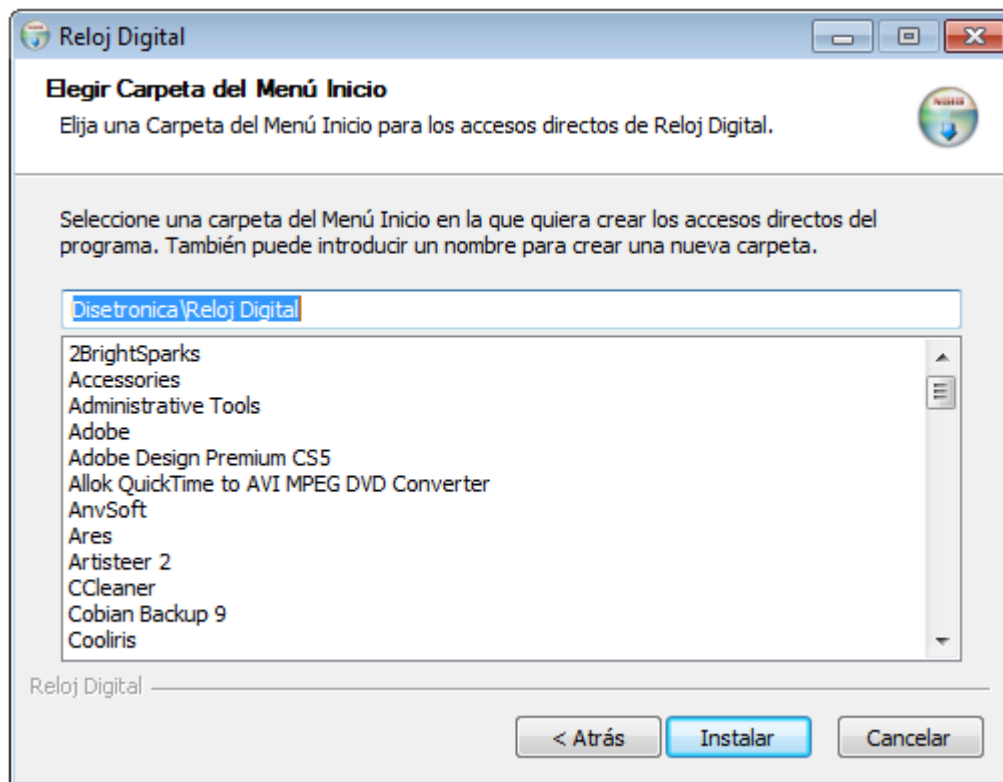 Reloj Digital
Elegir Carpeta del Menú Inicio
Elija una Carpeta del Menú Inicio para los accesos directos de Reloj Digital.
NSIS
Seleccione una carpeta del Menú Inicio en la que quiera crear los accesos directos del
programa. También puede introducir un nombre para crear una nueva carpeta.
Disetronica\Reloj Digital
2BrightSparks
Accessories
Administrative Tools
Adobe
Adobe Design Premium CS5
Allok QuickTime to AVI MPEG DVD Converter
AnvSoft
Ares
Artisteer 2
CCleaner
Cobian Backup 9
Cooliris
Reloj Digital
< Atrás
Instalar
Cancelar